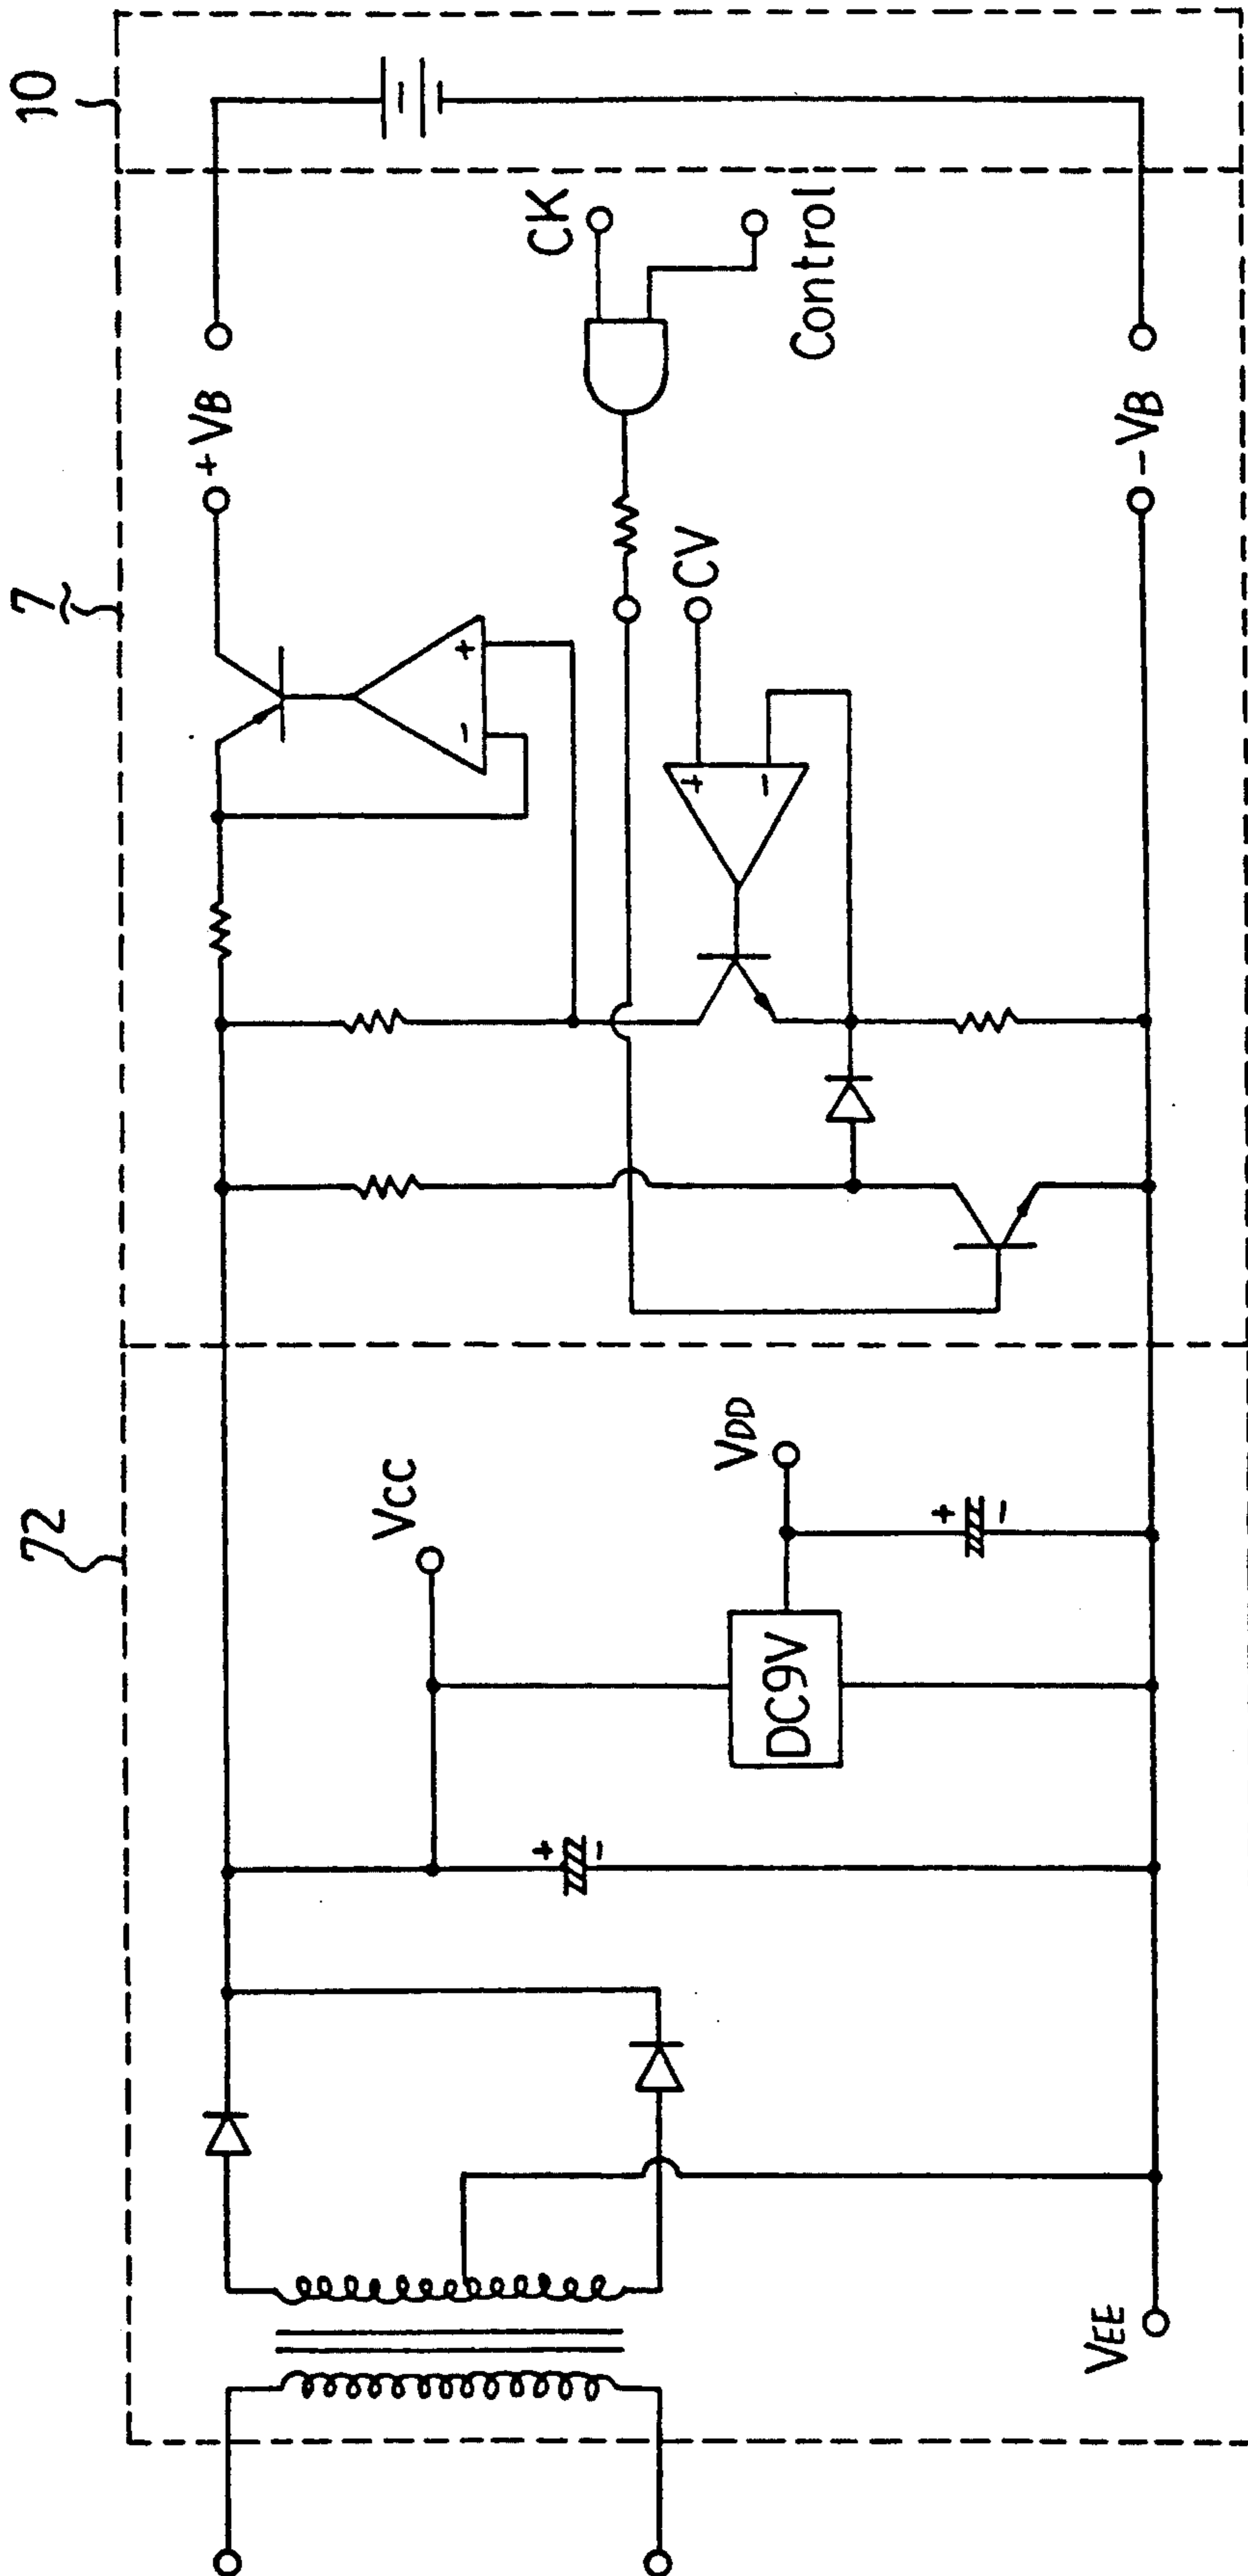 72
7
10
+VB
CK
Control
CV
VCC
VDD
DC9V
VEE
-VB
+
-
+
-
+
-
+
-